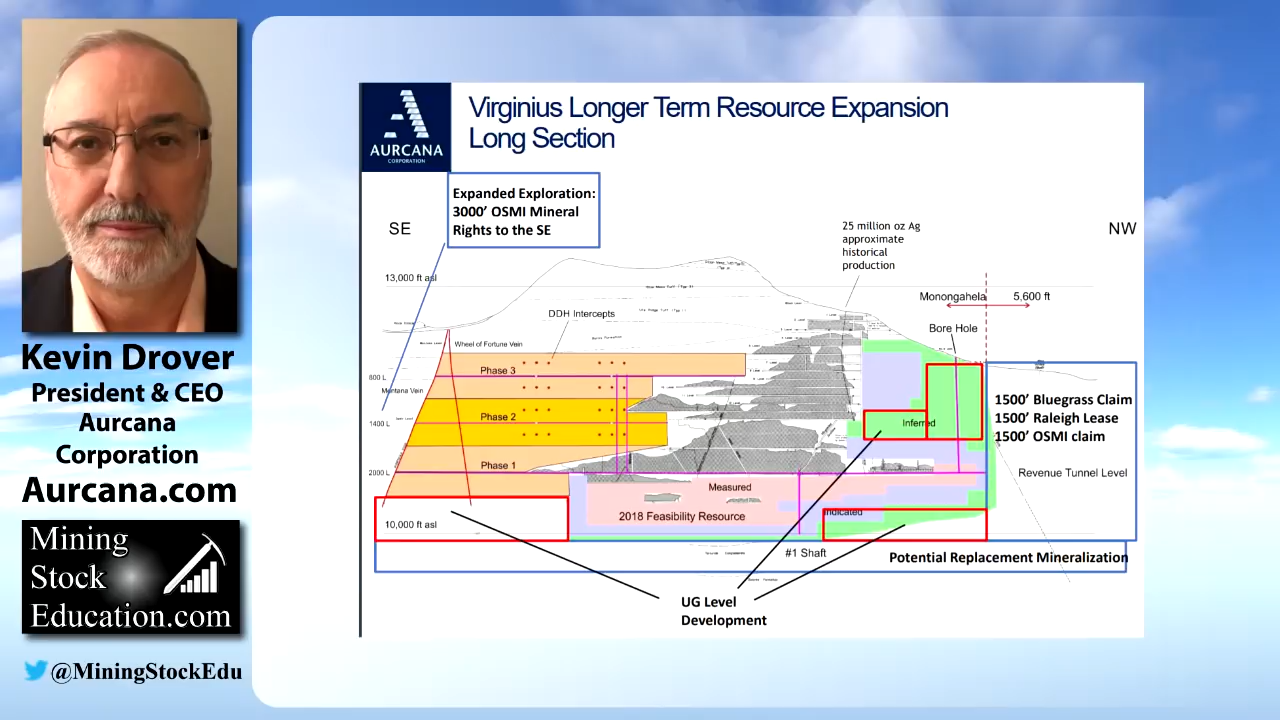 Kevin Drover
President & CEO
Aurcana
Corporation
Aurcana.com
Mining
Stock
Education.com
@MiningStockEdu
AURCANA
CORPORATION
Virginius Longer Term Resource Expansion
Long Section
Expanded Exploration:
3000' OSMI Mineral
Rights to the SE
SE
NW
25 million oz Ag
approximate
historical
production
13,000 ft asl
Monongahela
5,600 ft
DDH Intercepts
Bore Hole
Wheel of Fortune Vein
Phase 3
800 L
Montana Vein
Phase 2
1400 L
Inferred
1500' Bluegrass Claim
1500' Raleigh Lease
1500' OSMI claim
Phase 1
2000 L
Revenue Tunnel Level
Measured
2018 Feasibility Resource
Indicated
10,000 ft asl
#1 Shaft
Potential Replacement Mineralization
UG Level
Development